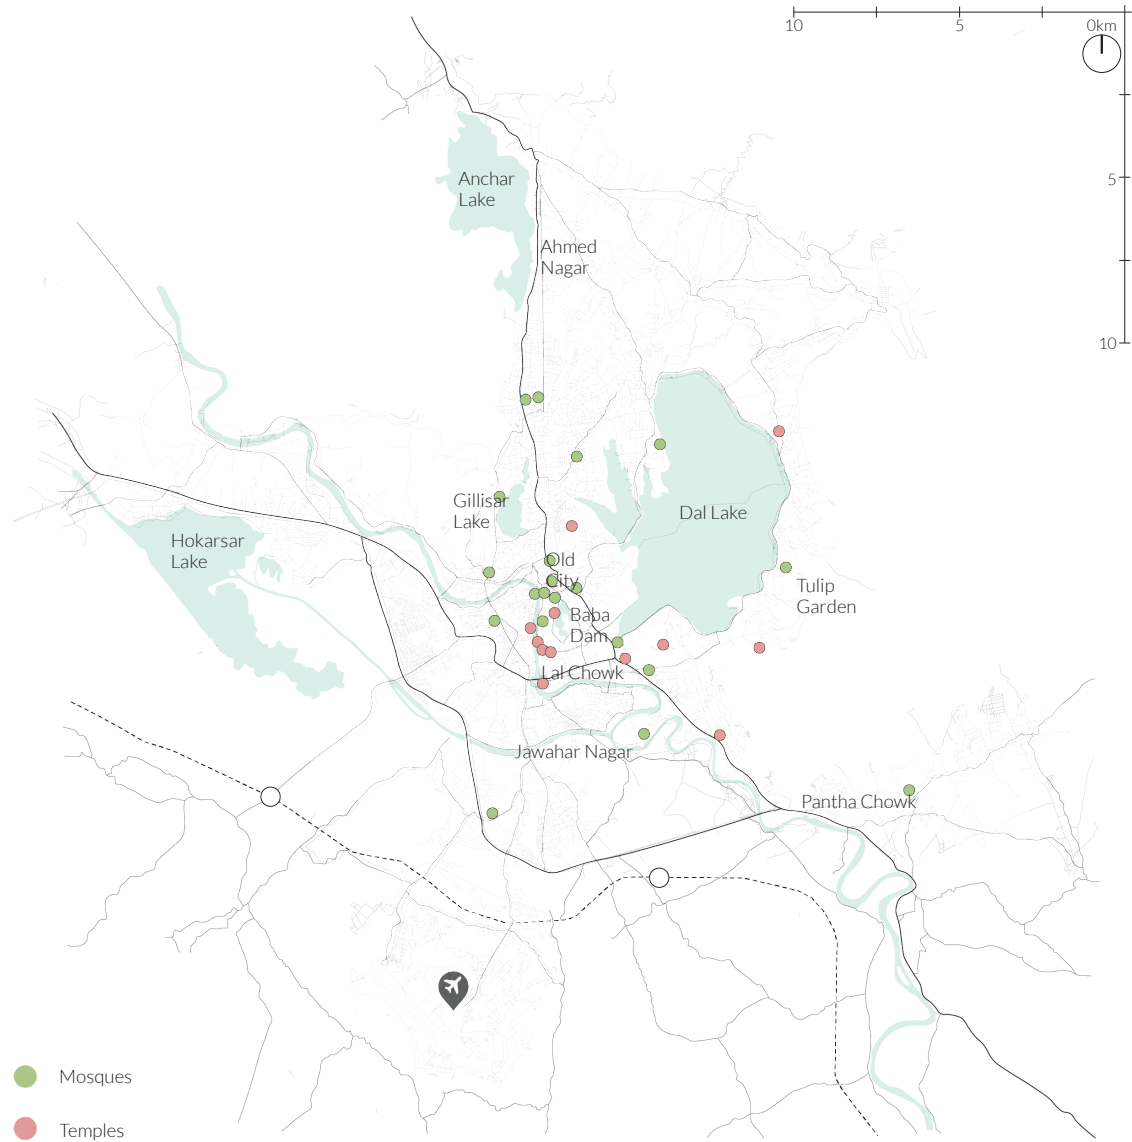 10
5
0km
5
10
Anchar
Lake
Ahmed
Nagar
Gillisar
Lake
Dal Lake
Hokarsar
Lake
Old
City
Tulip
Garden
Baba
Dam
Lal Chowk
Jawahar Nagar
Pantha Chowk
Mosques
Temples